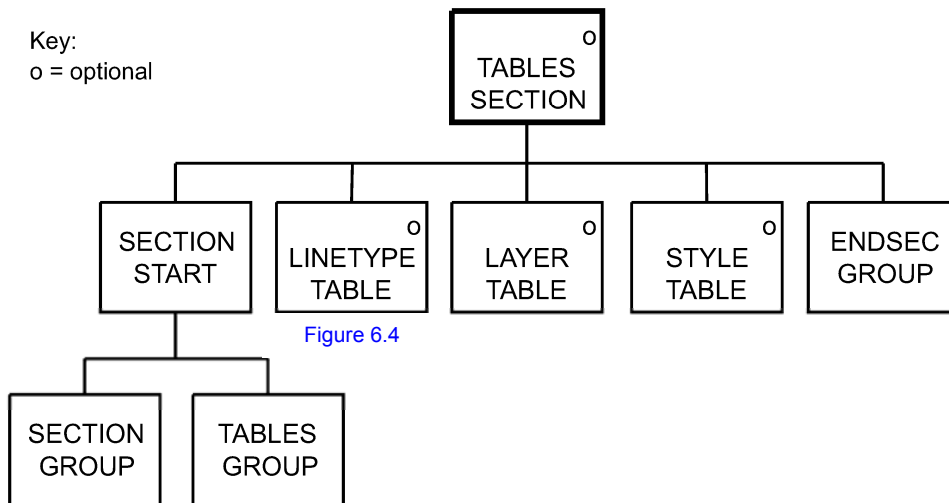 Key:
o = optional
o
TABLES
SECTION
SECTION
START
o
LINETYPE
TABLE
Figure 6.4
o
LAYER
TABLE
o
STYLE
TABLE
ENDSEC
GROUP
SECTION
GROUP
TABLES
GROUP